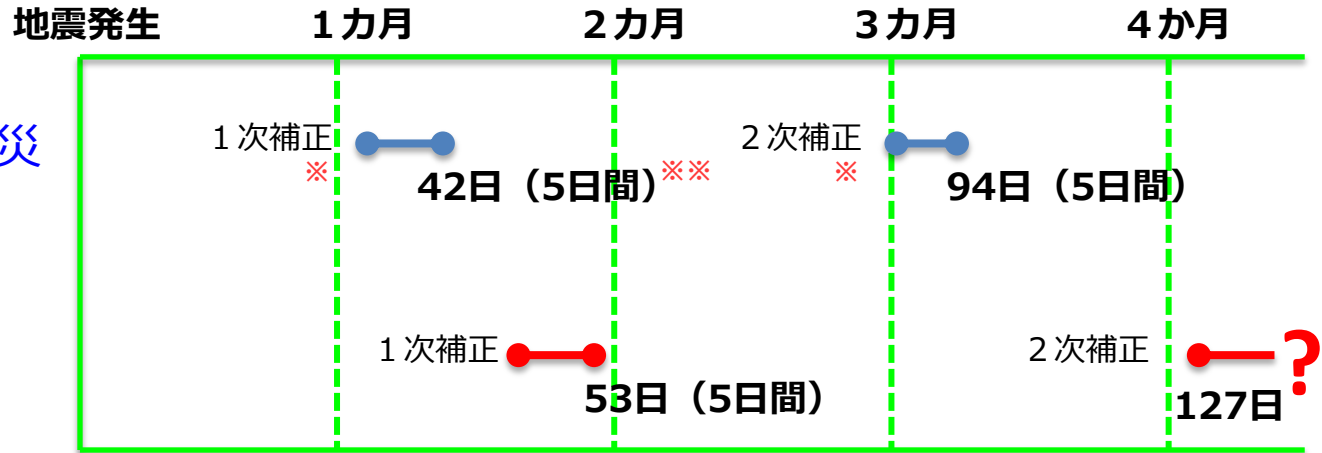 地震発生 1カ月 2カ月 3カ月 4か月
災
1次補正 2次補正
※ 42日（5日間）※※ ※ 94日（5日間）
1次補正 2次補正 ?
53日（5日間） 127日